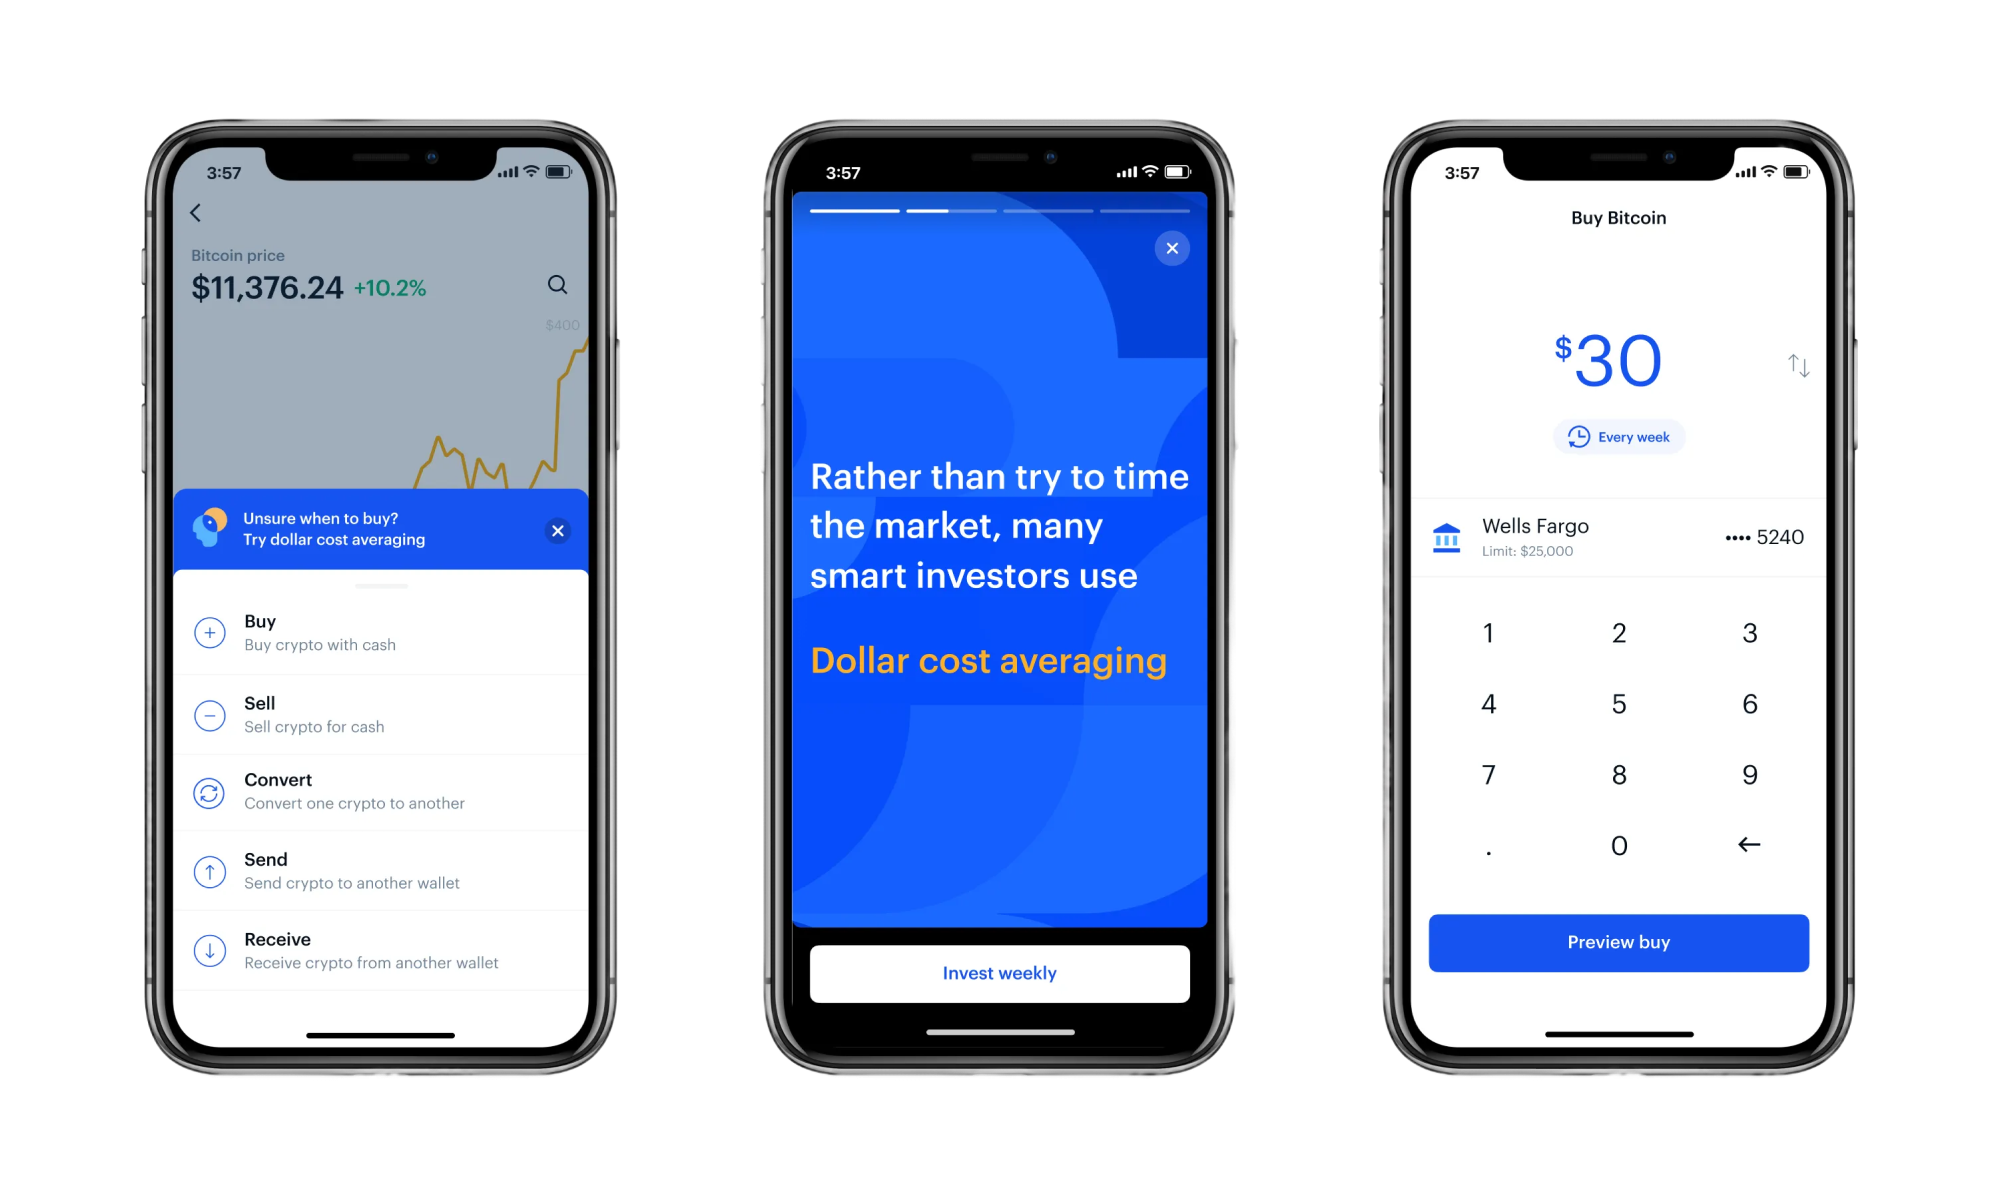 3:57
Bitcoin price
$11,376.24 +10.2%
$400
Unsure when to buy?
Try dollar cost averaging
Buy
Buy crypto with cash
Sell
Sell crypto for cash
Convert
Convert one crypto to another
Send
Send crypto to another wallet
Receive
Receive crypto from another wallet
3:57
Rather than try to time
the market, many
smart investors use
Dollar cost averaging
Invest weekly
3:57
Buy Bitcoin
$30
Every week
Wells Fargo
Limit: $25,000
•••• 5240
1 2 3
4 5 6
7 8 9
. 0 ←
Preview buy